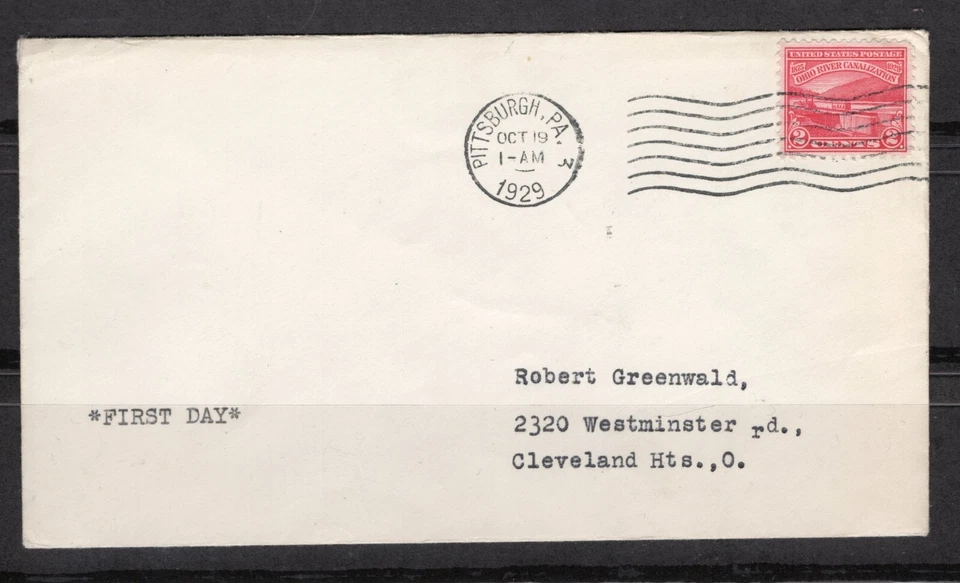 UNITED STATES POSTAGE
OHIO RIVER CANALIZATION
2 2
PITTSBURGH, PA. 3
OCT 19
1-AM
1929
Robert Greenwald,
*FIRST DAY*
2320 Westminster rd.,
Cleveland Hts.,O.